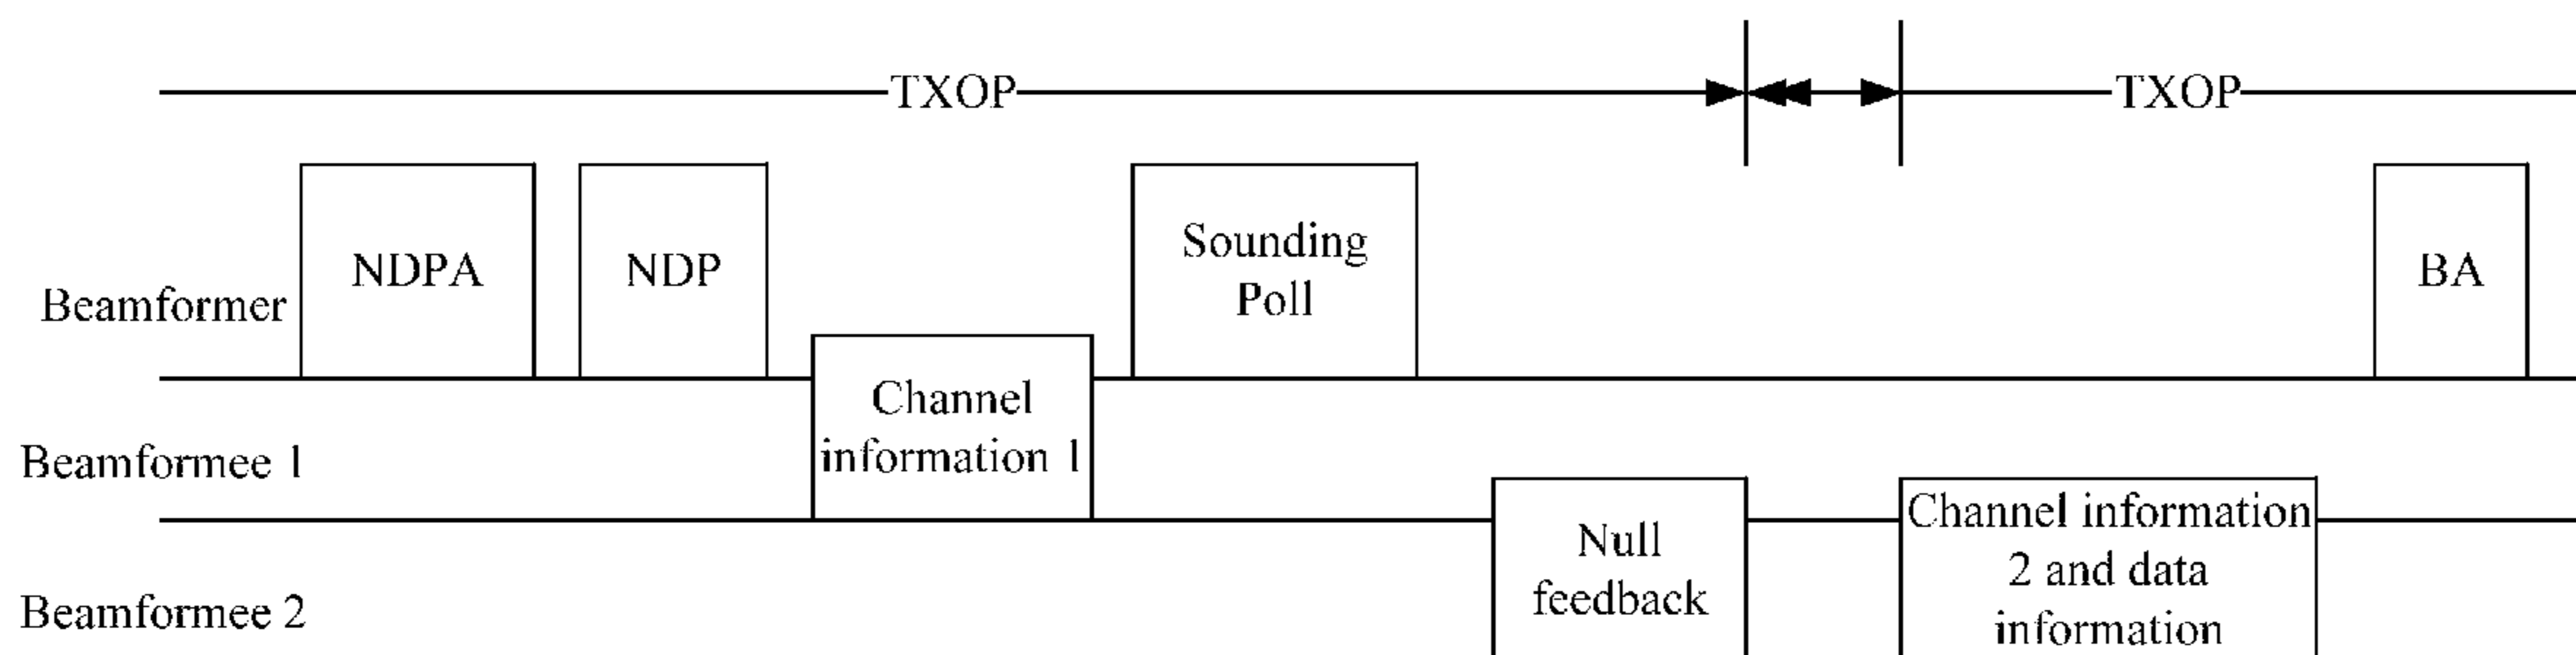 TXOP
TXOP
NDPA
NDP
Sounding
Poll
BA
Beamformer
Channel
information 1
Beamformee 1
Null
feedback
Channel information
2 and data
information
Beamformee 2